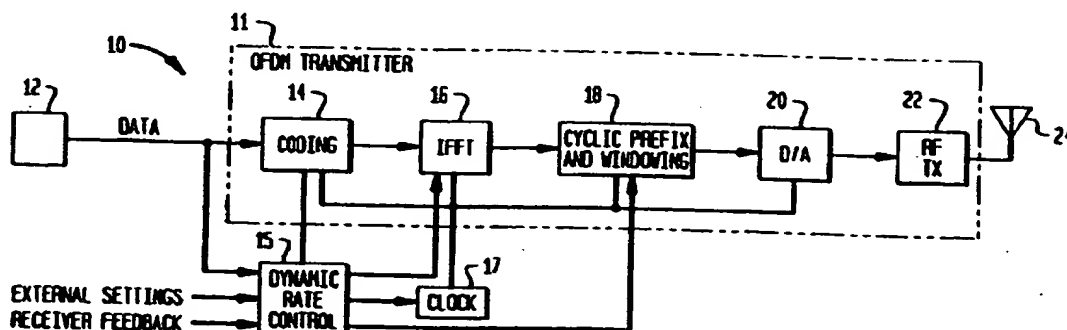 11
10
OFDM TRANSMITTER
12
14
16
18
20
22
24
DATA
CODING
IFFT
CYCLIC PREFIX
AND WINDOWING
D/A
RF
TX
15
17
EXTERNAL SETTINGS
RECEIVER FEEDBACK
DYNAMIC
RATE
CONTROL
CLOCK